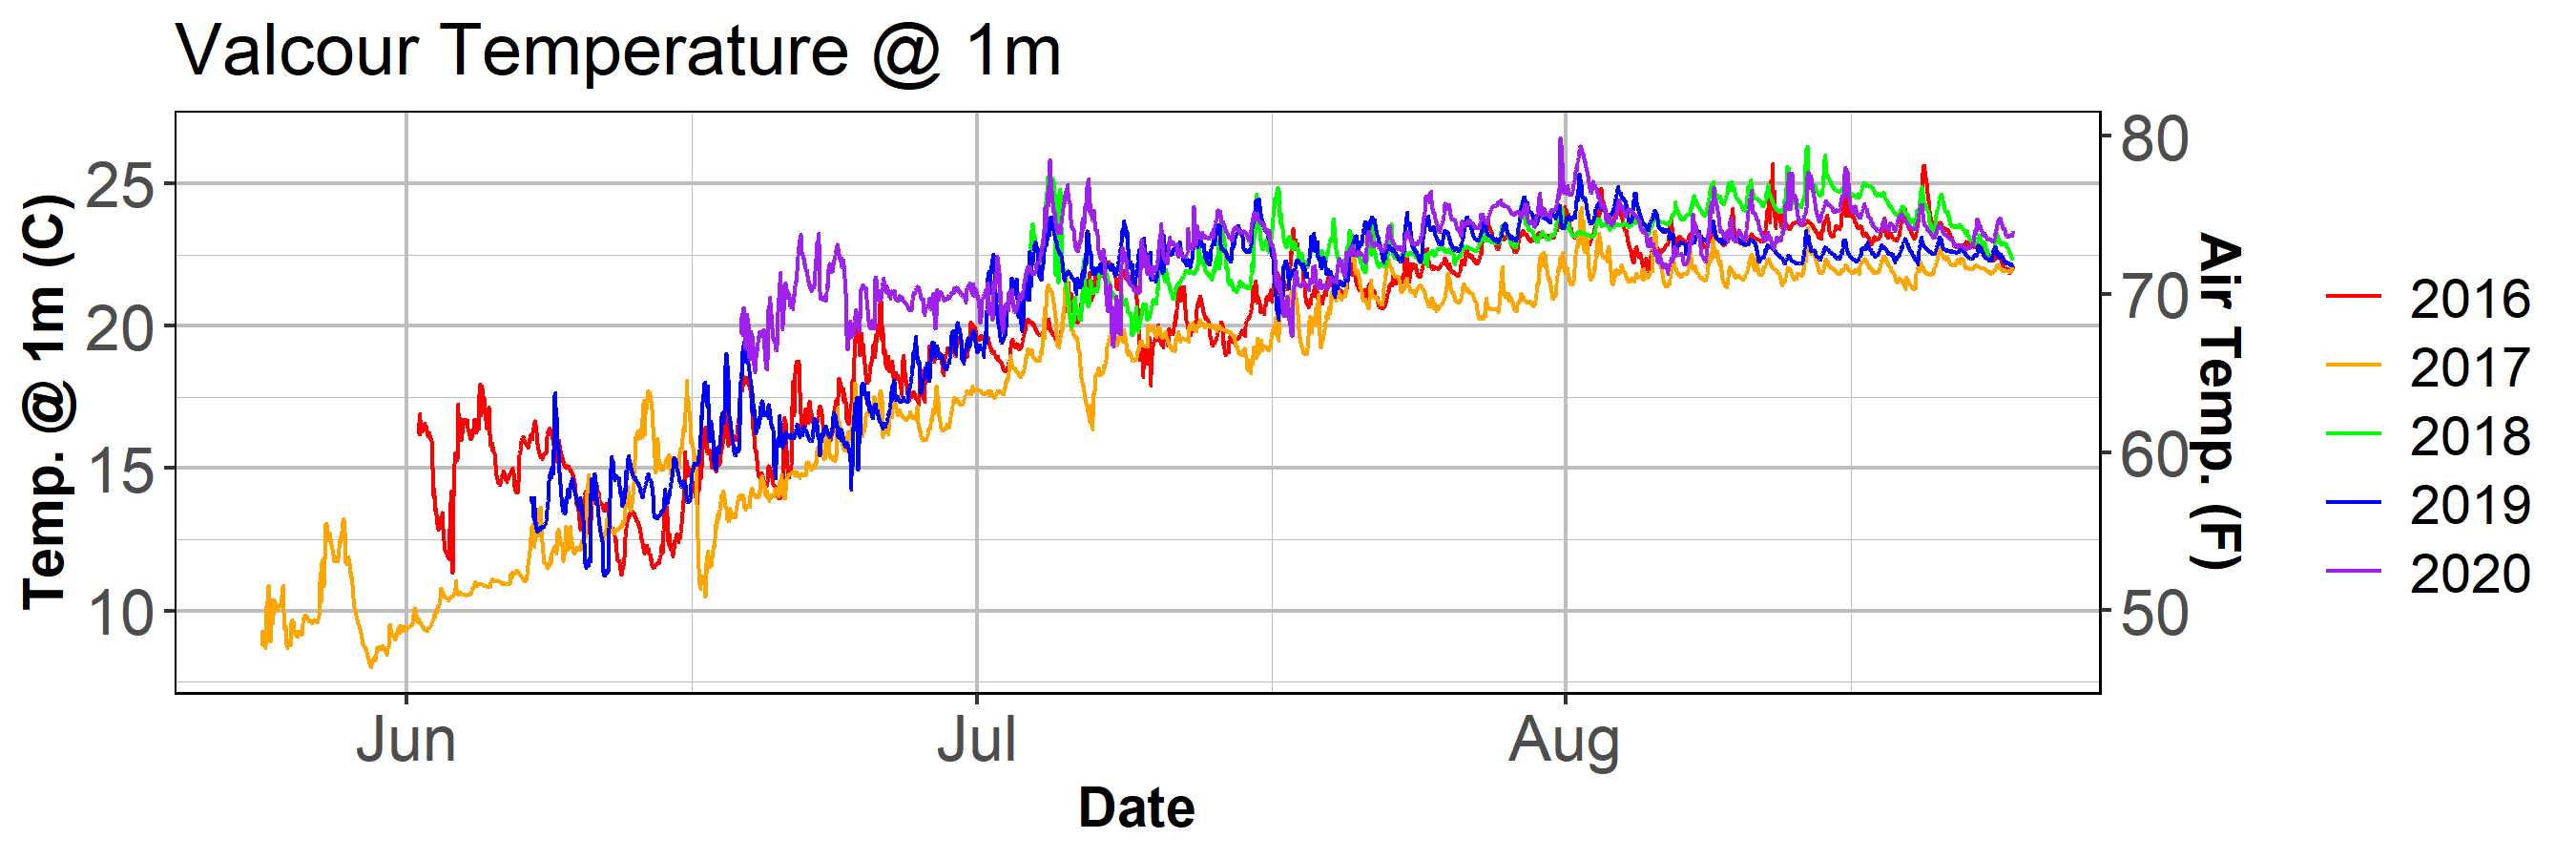 Valcour Temperature @ 1m
Temp. @ 1m (C)
25
20
15
10
80
70
60
50
Air Temp. (F)
Jun
Jul
Aug
Date
2016
2017
2018
2019
2020